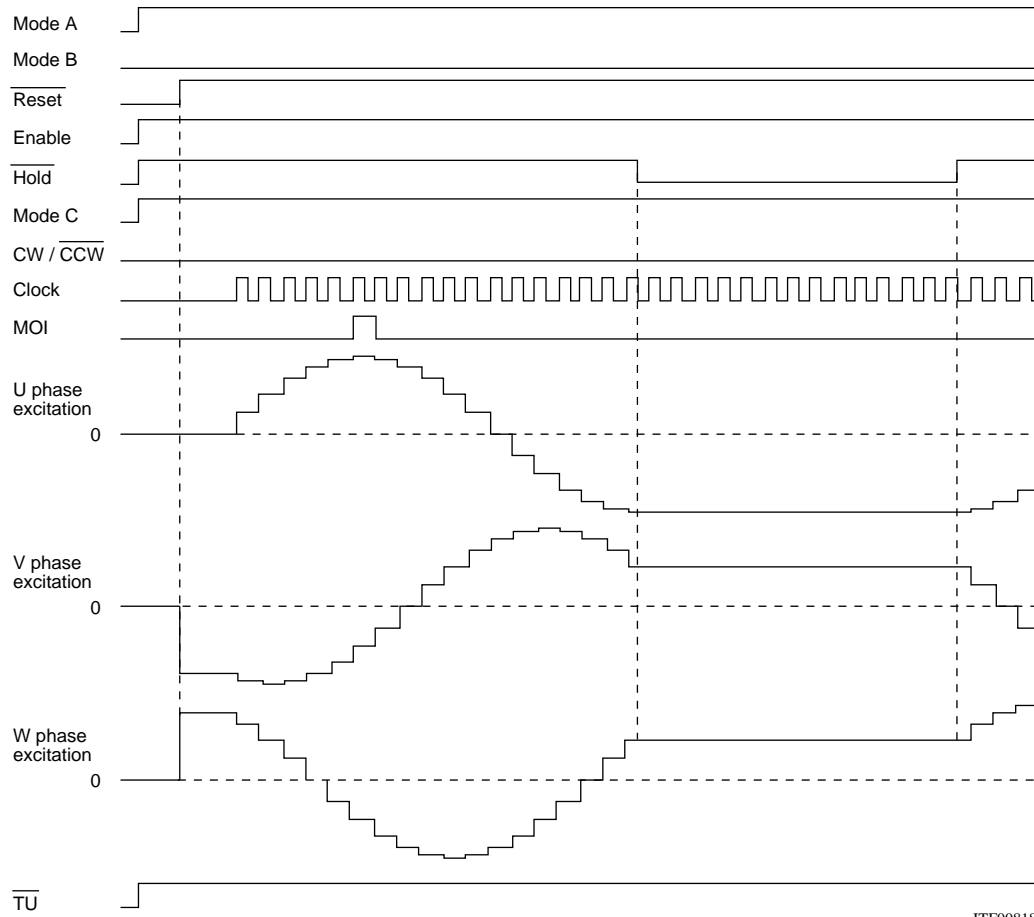 Mode A
Mode B
Reset
Enable
Hold
Mode C
CW / CCW
Clock
MOI
U phase
excitation
0
V phase
excitation
0
W phase
excitation
0
TU